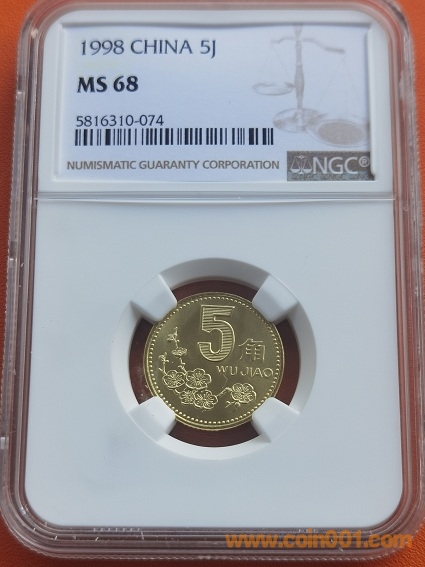 1998 CHINA 5J
MS 68
5816310-074
NUMISMATIC GUARANTY CORPORATION NGC®
5角
WU JIAO
www.coin001.com